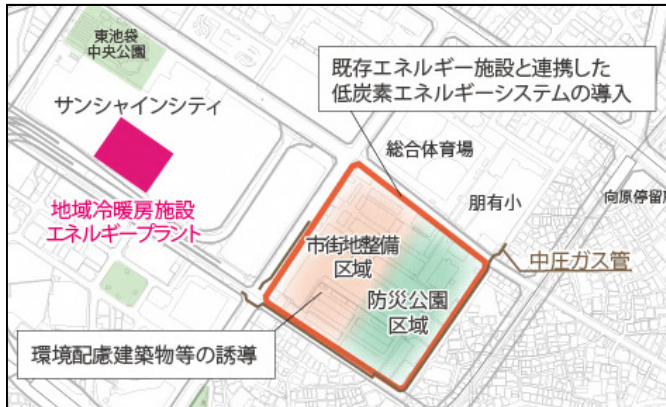 東池袋
中央公園
既存エネルギー施設と連携した
低炭素エネルギーシステムの導入
サンシャインシティ
総合体育場
地域冷暖房施設
エネルギープラント
朋有小
向原停留
市街地整備
区域
中圧ガス管
防災公園
区域
環境配慮建築物等の誘導